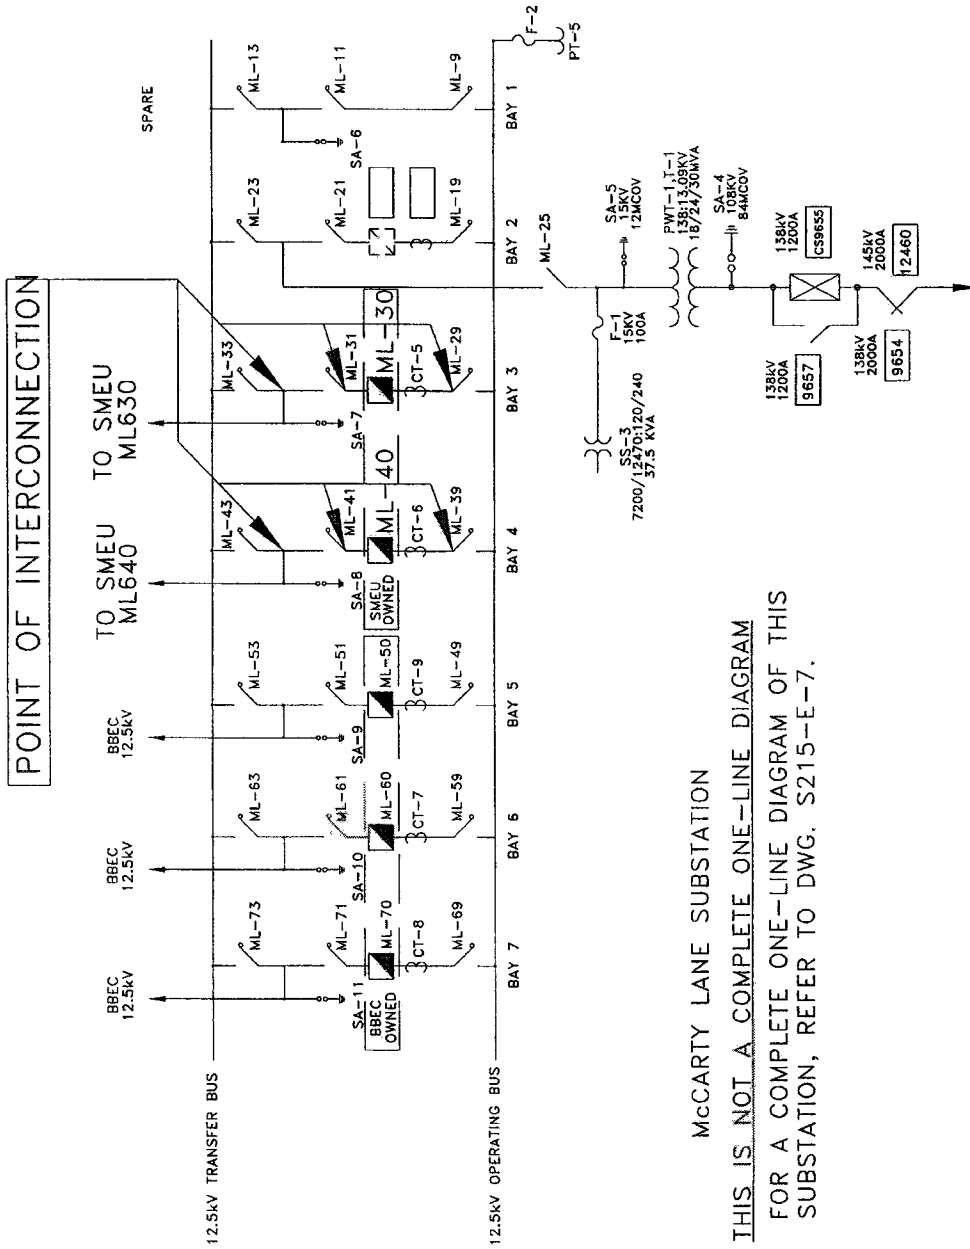 POINT OF INTERCONNECTION
SPARE
BBEC
12.5kV
BBEC
12.5kV
BBEC
12.5kV
TO SMEU
ML640
TO SMEU
ML630
12.5kV TRANSFER BUS
ML-73
ML-63
ML-53
ML-43
ML-33
ML-23
ML-13
ML-71
ML-61
ML-51
ML-41
ML-31
ML-21
ML-11
SA-11
SA-10
SA-9
SA-8
SA-7
SA-6
BBEC
OWNED
ML-70
ML-60
ML-50
SMEU
OWNED
ML-40
ML-30
CT-8
CT-7
CT-9
CT-6
CT-5
ML-69
ML-59
ML-49
ML-39
ML-29
ML-19
ML-9
12.5kV OPERATING BUS
BAY 7
BAY 6
BAY 5
BAY 4
BAY 3
BAY 2
BAY 1
F-2
PT-5
ML-25
F-1
15KV
100A
SA-5
15KV
12MCOV
SS-3
7200/12470:120/240
37.5 KVA
PWT-1,T-1
138:13.09KV
18/24/30MVA
SA-4
108KV
84MCOV
138kV
1200A
9657
138kV
1200A
CS9655
138kV
2000A
9654
145kV
2000A
12460
McCARTY LANE SUBSTATION
THIS IS NOT A COMPLETE ONE-LINE DIAGRAM
FOR A COMPLETE ONE-LINE DIAGRAM OF THIS
SUBSTATION, REFER TO DWG. S215-E-7.